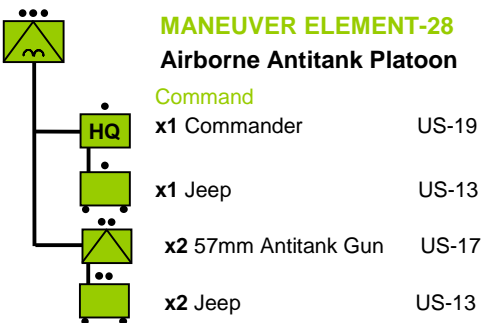 MANEUVER ELEMENT-28
Airborne Antitank Platoon
Command
HQ x1 Commander US-19
x1 Jeep US-13
x2 57mm Antitank Gun US-17
x2 Jeep US-13